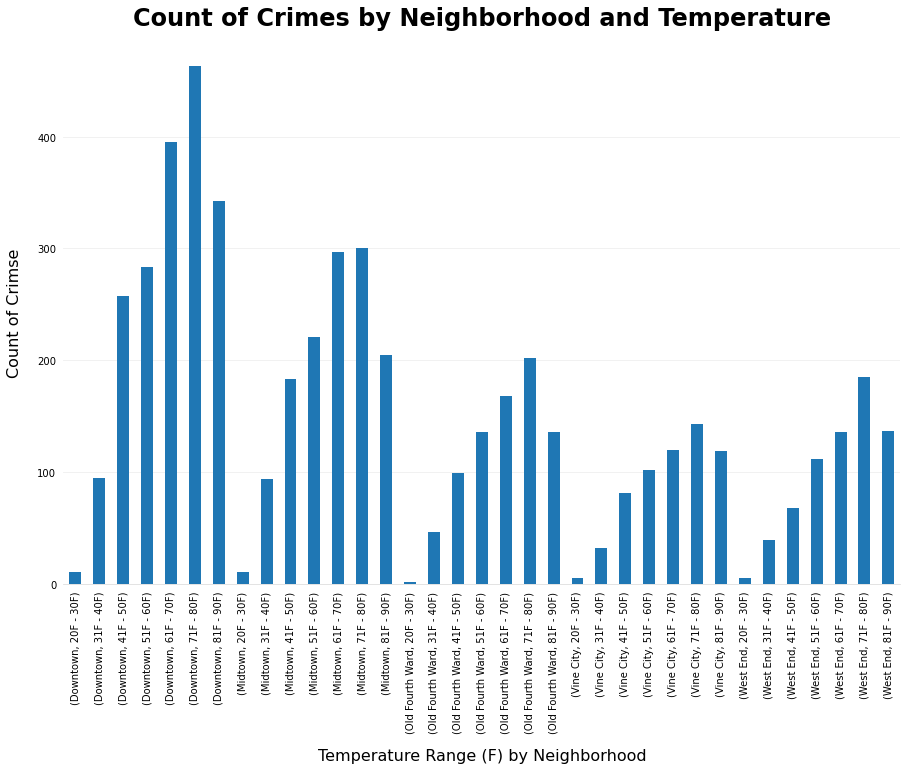 Count of Crimes by Neighborhood and Temperature
Count of Crimse
400
300
200
100
0
(Downtown, 20F - 30F)
(Downtown, 31F - 40F)
(Downtown, 41F - 50F)
(Downtown, 51F - 60F)
(Downtown, 61F - 70F)
(Downtown, 71F - 80F)
(Downtown, 81F - 90F)
(Midtown, 20F - 30F)
(Midtown, 31F - 40F)
(Midtown, 41F - 50F)
(Midtown, 51F - 60F)
(Midtown, 61F - 70F)
(Midtown, 71F - 80F)
(Midtown, 81F - 90F)
(Old Fourth Ward, 20F - 30F)
(Old Fourth Ward, 31F - 40F)
(Old Fourth Ward, 41F - 50F)
(Old Fourth Ward, 51F - 60F)
(Old Fourth Ward, 61F - 70F)
(Old Fourth Ward, 71F - 80F)
(Old Fourth Ward, 81F - 90F)
(Vine City, 20F - 30F)
(Vine City, 31F - 40F)
(Vine City, 41F - 50F)
(Vine City, 51F - 60F)
(Vine City, 61F - 70F)
(Vine City, 71F - 80F)
(Vine City, 81F - 90F)
(West End, 20F - 30F)
(West End, 31F - 40F)
(West End, 41F - 50F)
(West End, 51F - 60F)
(West End, 61F - 70F)
(West End, 71F - 80F)
(West End, 81F - 90F)
Temperature Range (F) by Neighborhood